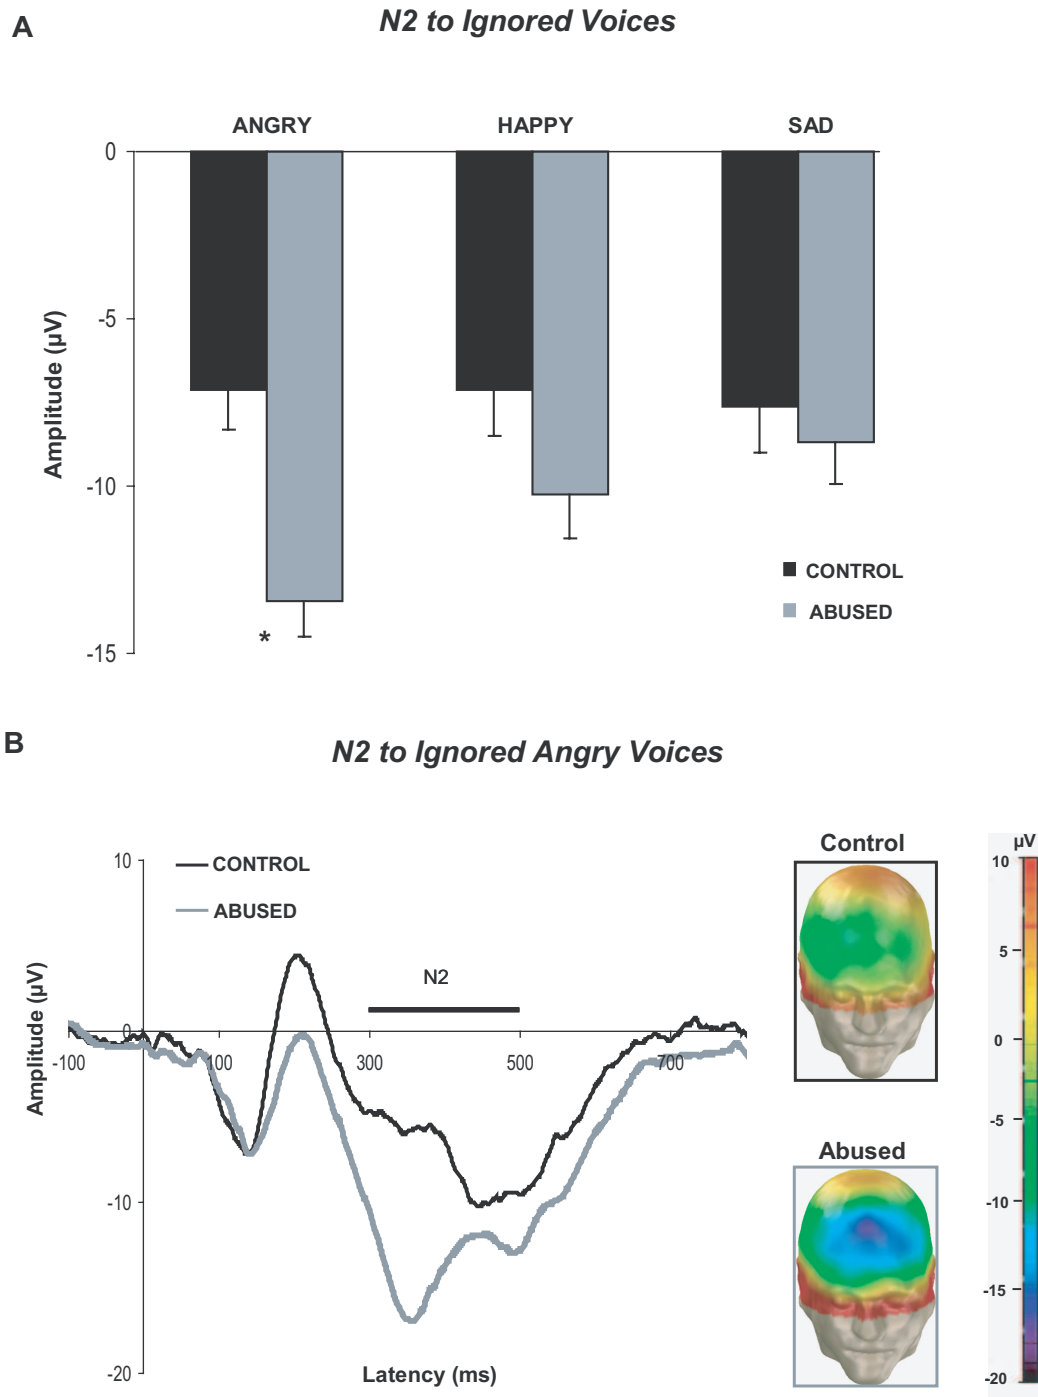 A
N2 to Ignored Voices
ANGRY HAPPY SAD
0
-5
-10
-15
Amplitude (µV)
*
CONTROL
ABUSED
B
N2 to Ignored Angry Voices
CONTROL
ABUSED
N2
10
0
-10
-20
Amplitude (µV)
-100 100 300 500 700
Latency (ms)
Control
Abused
µV
10
5
0
-5
-10
-15
-20